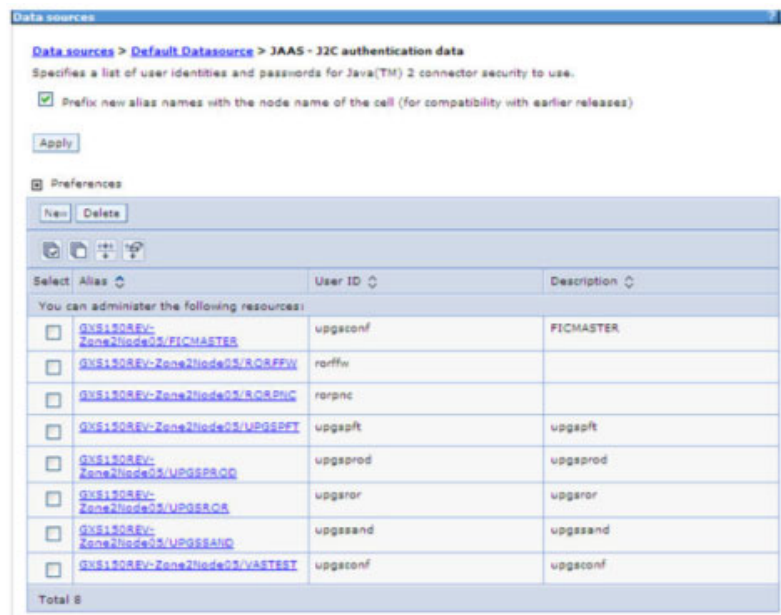 Data sources
?
Data sources > Default Datasource > JAAS - J2C authentication data
Specifies a list of user identities and passwords for Java(TM) 2 connector security to use.
Prefix new alias names with the node name of the cell (for compatibility with earlier releases)
Apply
Preferences
New Delete
Select Alias User ID Description
You can administer the following resources:
GXS150REV-
Zone2Node05/FICMASTER upgsconf FICMASTER
GXS150REV-Zone2Node05/RORFFW rorffw
GXS150REV-Zone2Node05/RORPNC rorpnc
GXS150REV-Zone2Node05/UPGSPFT upgspft upgspft
GXS150REV-
Zone2Node05/UPGSPROD upgsprod upgsprod
GXS150REV-
Zone2Node05/UPGSROR upgsror upgsror
GXS150REV-
Zone2Node05/UPGSSAND upgssand upgssand
GXS150REV-Zone2Node05/VASTEST upgsconf upgsconf
Total 8